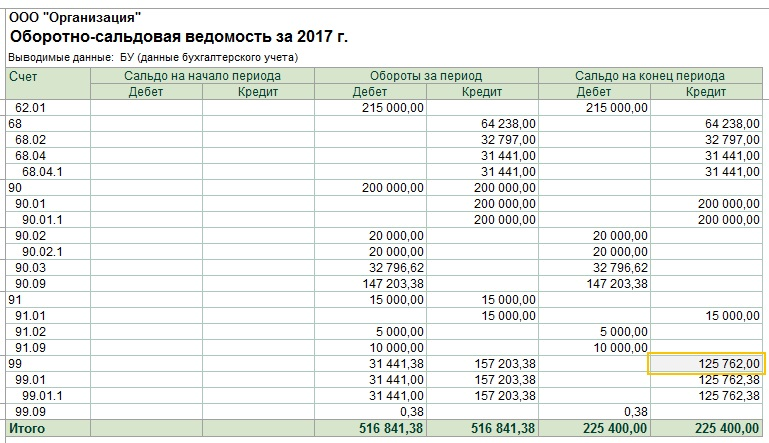 ООО "Организация"
Оборотно-сальдовая ведомость за 2017 г.
Выводимые данные: БУ (данные бухгалтерского учета)
Счет Сальдо на начало периода Обороты за период Сальдо на конец периода
Дебет Кредит Дебет Кредит Дебет Кредит
62.01 215 000,00 215 000,00
68 64 238,00 64 238,00
68.02 32 797,00 32 797,00
68.04 31 441,00 31 441,00
68.04.1 31 441,00 31 441,00
90 200 000,00 200 000,00
90.01 200 000,00 200 000,00
90.01.1 200 000,00 200 000,00
90.02 20 000,00 20 000,00
90.02.1 20 000,00 20 000,00
90.03 32 796,62 32 796,62
90.09 147 203,38 147 203,38
91 15 000,00 15 000,00
91.01 15 000,00 15 000,00
91.02 5 000,00 5 000,00
91.09 10 000,00 10 000,00
99 31 441,38 157 203,38 125 762,00
99.01 31 441,00 157 203,38 125 762,38
99.01.1 31 441,00 157 203,38 125 762,38
99.09 0,38 0,38
Итого 516 841,38 516 841,38 225 400,00 225 400,00